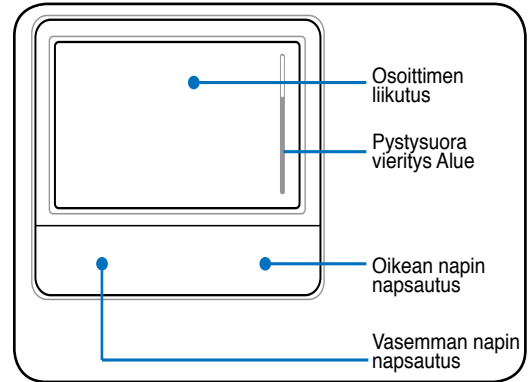 Osoittimen
liikutus
Pystysuora
vieritys Alue
Oikean napin
napsautus
Vasemman napin
napsautus